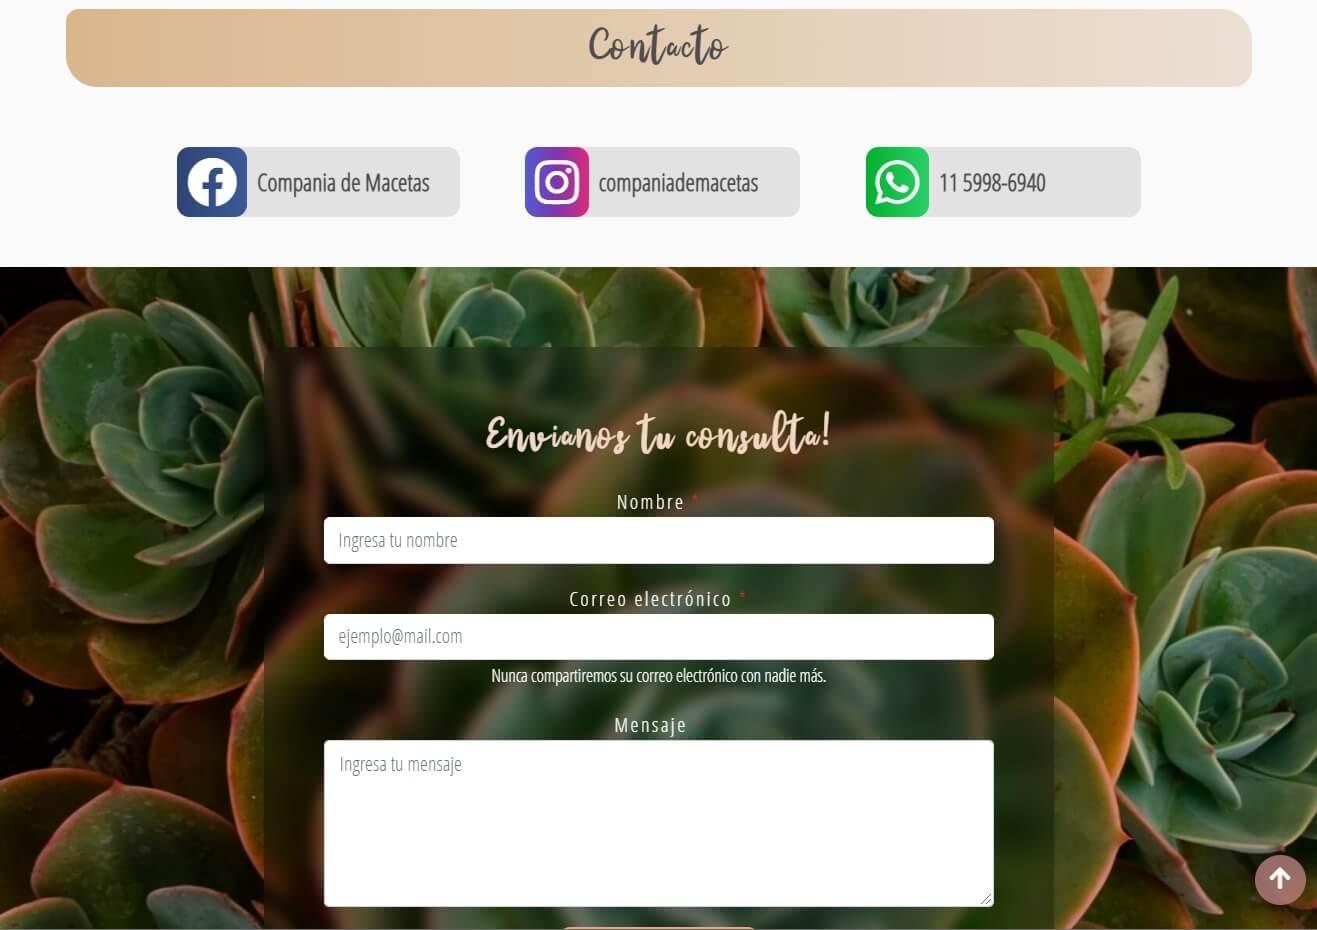 Contacto
Compania de Macetas
companiademacetas
11 5998-6940
Envianos tu consulta!
Nombre *
Ingresa tu nombre
Correo electrónico *
ejemplo@mail.com
Nunca compartiremos su correo electrónico con nadie más.
Mensaje *
Ingresa tu mensaje